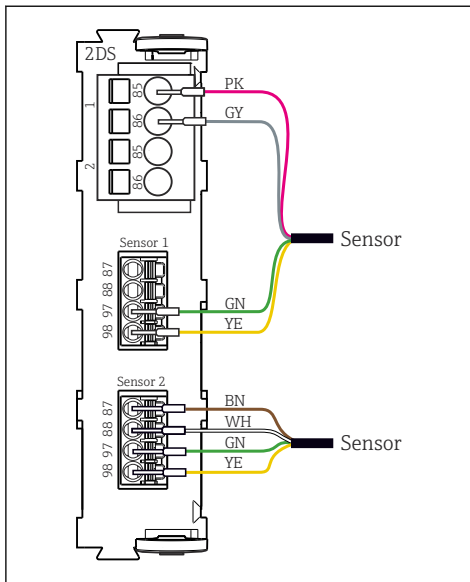 2DS
1
85
PK
86
GY
2
85
86
Sensor
Sensor 1
87
88
97
GN
98
YE
Sensor 2
87
BN
88
WH
97
GN
Sensor
98
YE